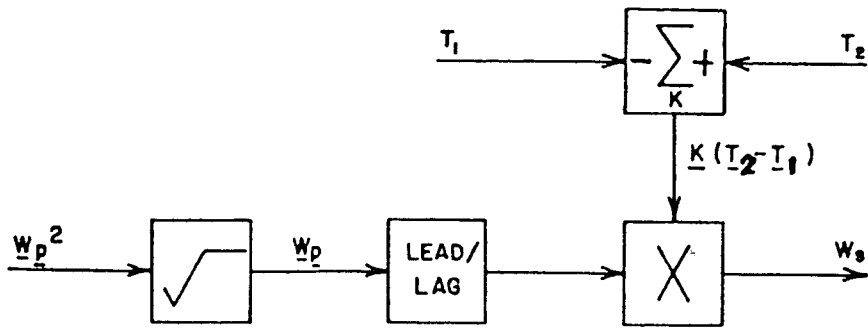 T₁
- Σ +
K
T₂
K (T₂-T₁)
Wp²
√
Wp
LEAD/
LAG
X
Ws